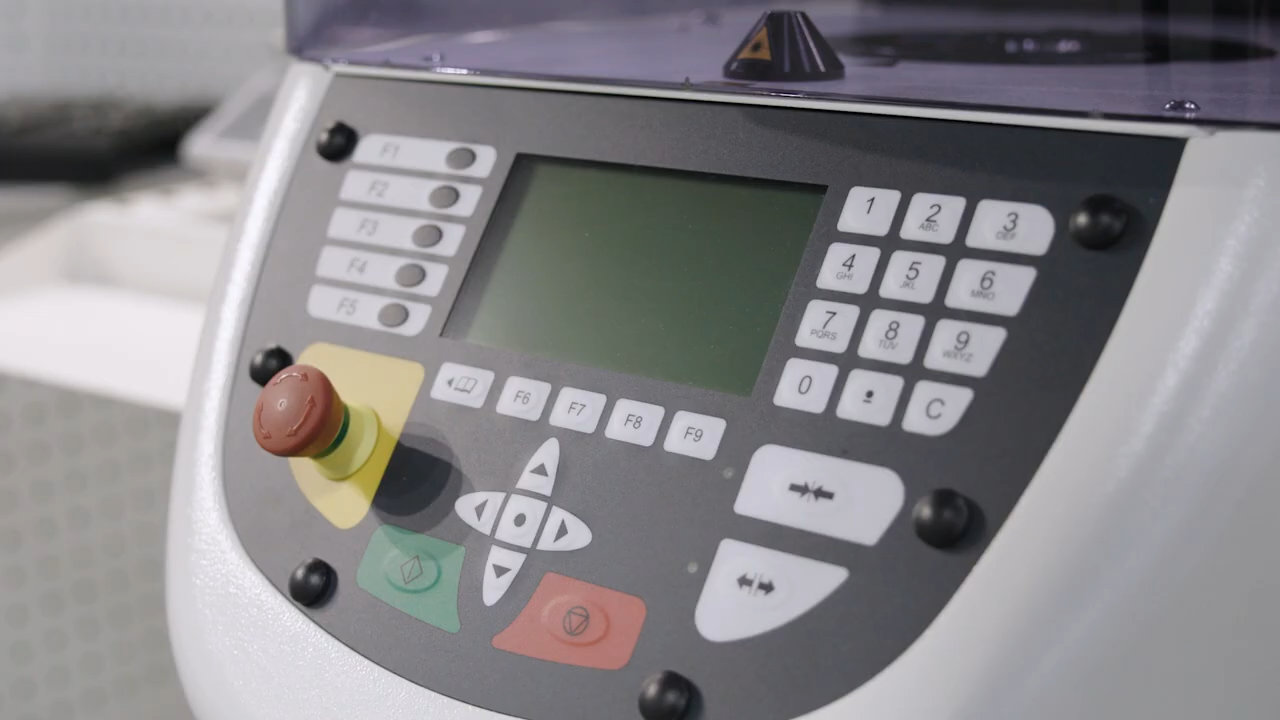 F1
F2
F3
F4
F5
1
2
ABC
3
DEF
4
GHI
5
JKL
6
MNO
7
PQRS
8
TUV
9
WXYZ
0
.
C
F6
F7
F8
F9